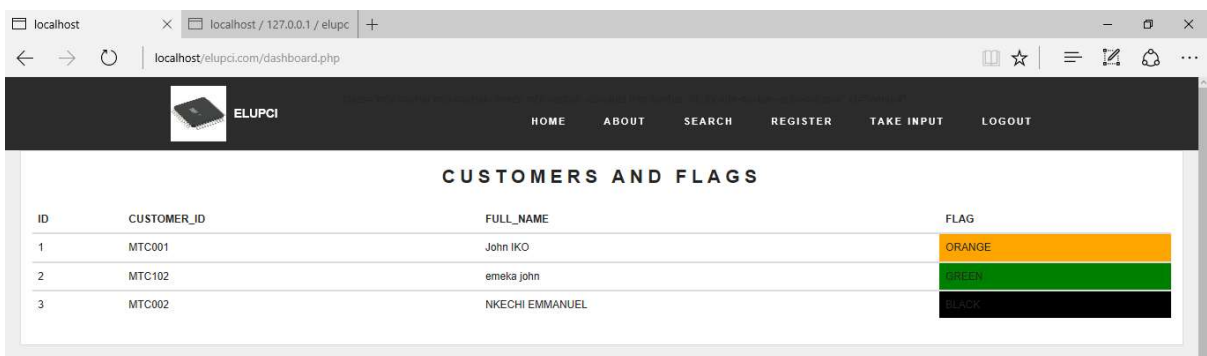 localhost localhost / 127.0.0.1 / elupc
localhost/elupci.com/dashboard.php
ELUPCI
HOME ABOUT SEARCH REGISTER TAKE INPUT LOGOUT
CUSTOMERS AND FLAGS
ID CUSTOMER_ID FULL_NAME FLAG
1 MTC001 John IKO ORANGE
2 MTC102 emeka john GREEN
3 MTC002 NKECHI EMMANUEL BLACK